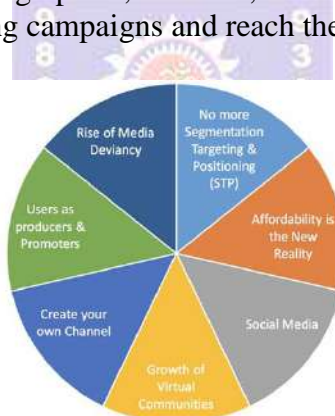 ng campaigns and reach the
No more
Segmentation
Targeting &
Positioning
(STP)
Affordability is
the New
Reality
Social Media
Growth of
Virtual
Communities
Create your
own Channel
Users as
producers &
Promoters
Rise of Media
Deviancy